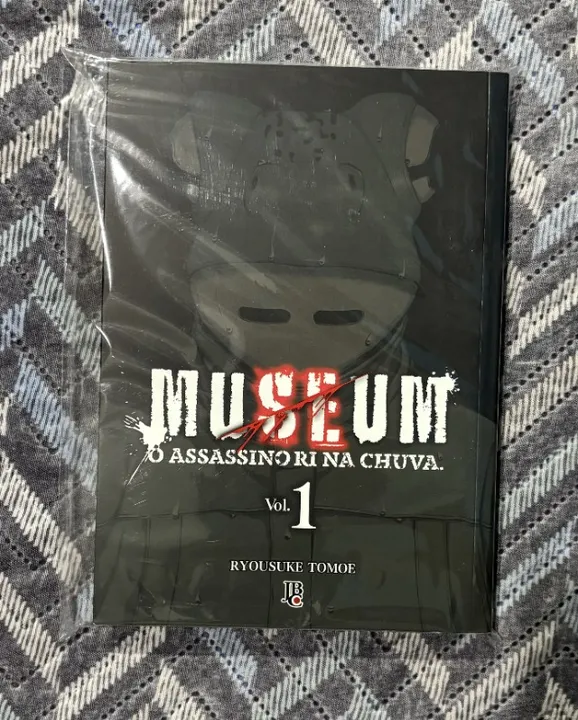 MUSEUM
O ASSASSINO RI NA CHUVA.
Vol. 1
RYOUSUKE TOMOE
JBC